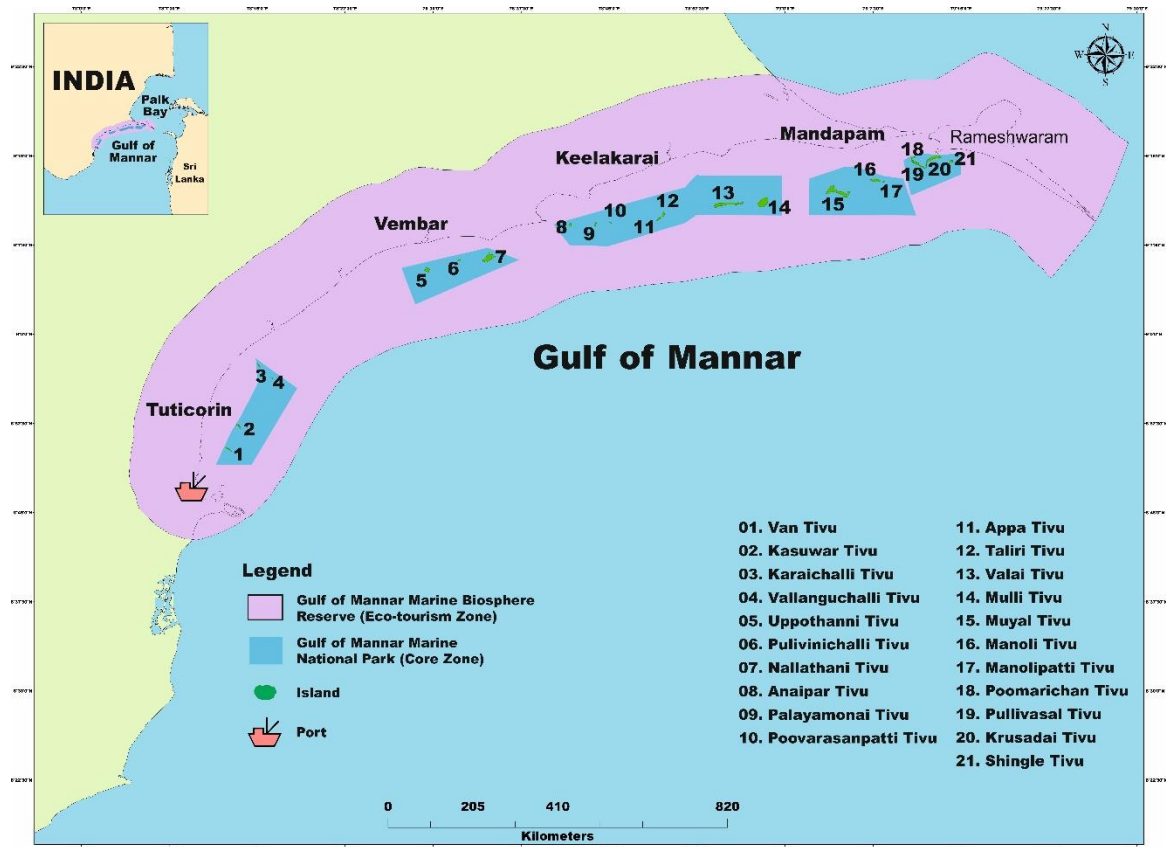 INDIA
Palk
Bay
Gulf of
Mannar
Sri
Lanka
N
W
E
S
Mandapam
Rameshwaram
Keelakarai
Vembar
Tuticorin
18
21
19
20
16
17
15
13
14
12
11
10
9
8
7
6
5
3
4
2
1
Gulf of Mannar
Legend
Gulf of Mannar Marine Biosphere
Reserve (Eco-tourism Zone)
Gulf of Mannar Marine
National Park (Core Zone)
Island
Port
01. Van Tivu
02. Kasuwar Tivu
03. Karaichalli Tivu
04. Vallanguchalli Tivu
05. Uppothanni Tivu
06. Pulivinichalli Tivu
07. Nallathani Tivu
08. Anaipar Tivu
09. Palayamonai Tivu
10. Poovarasanpatti Tivu
11. Appa Tivu
12. Taliri Tivu
13. Valai Tivu
14. Mulli Tivu
15. Muyal Tivu
16. Manoli Tivu
17. Manolipatti Tivu
18. Poomarichan Tivu
19. Pullivasal Tivu
20. Krusadai Tivu
21. Shingle Tivu
0 205 410 820
Kilometers